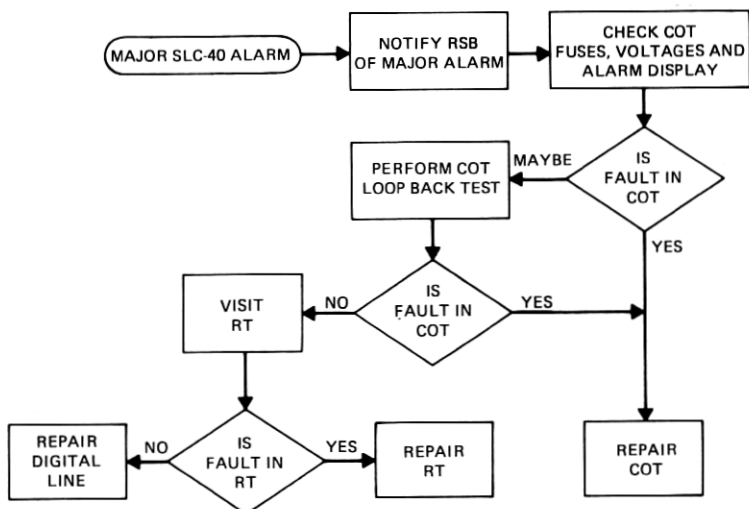 MAJOR SLC-40 ALARM
NOTIFY RSB
OF MAJOR ALARM
CHECK COT
FUSES, VOLTAGES AND
ALARM DISPLAY
IS
FAULT IN
COT
MAYBE
YES
PERFORM COT
LOOP BACK TEST
IS
FAULT IN
COT
NO
YES
VISIT
RT
IS
FAULT IN
RT
NO
YES
REPAIR
DIGITAL
LINE
REPAIR
RT
REPAIR
COT